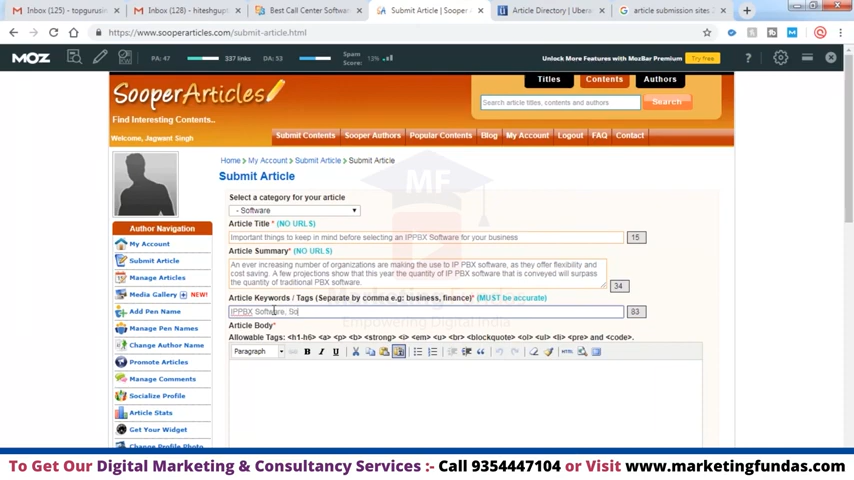 Inbox (125) - topgurusin
Inbox (128) - hiteshgupt
Best Call Center Software
Submit Article | Sooper A
Article Directory | Ubera
article submission sites 2
https://www.sooperarticles.com/submit-article.html
MOZ
PA: 47
337 links
DA: 53
Spam Score: 13%
Unlock More Features with MozBar Premium
Try free
SooperArticles
Find Interesting Contents..
Welcome, Jagwant Singh
Titles
Contents
Authors
Search article titles, contents and authors
Search
Submit Contents
Sooper Authors
Popular Contents
Blog
My Account
Logout
FAQ
Contact
Home > My Account > Submit Article > Submit Article
Submit Article
Select a category for your article
- Software
Article Title * (NO URLS)
Important things to keep in mind before selecting an IPPBX Software for your business
15
Article Summary* (NO URLS)
An ever increasing number of organizations are making the use to IP PBX software, as they offer flexibility and
cost saving. A few projections show that this year the quantity of IP PBX software that is conveyed will surpass
the quantity of traditional PBX software.
34
Article Keywords / Tags (Separate by comma e.g: business, finance)* (MUST be accurate)
IPPBX Software, So
83
Article Body*
Allowable Tags: <h1-h6> <a> <p> <b> <strong> <i> <em> <u> <br> <blockquote> <ol> <ul> <li> <pre> and <code>.
Paragraph
B I U
HTML
Author Navigation
My Account
Submit Article
Manage Articles
Media Gallery NEW!
Add Pen Name
Manage Pen Names
Change Author Name
Promote Articles
Manage Comments
Socialize Profile
Article Stats
Get Your Widget
Change Profile Photo
MF
Marketing Fundas
Empowering Digital India
To Get Our Digital Marketing & Consultancy Services :- Call 9354447104 or Visit www.marketingfundas.com